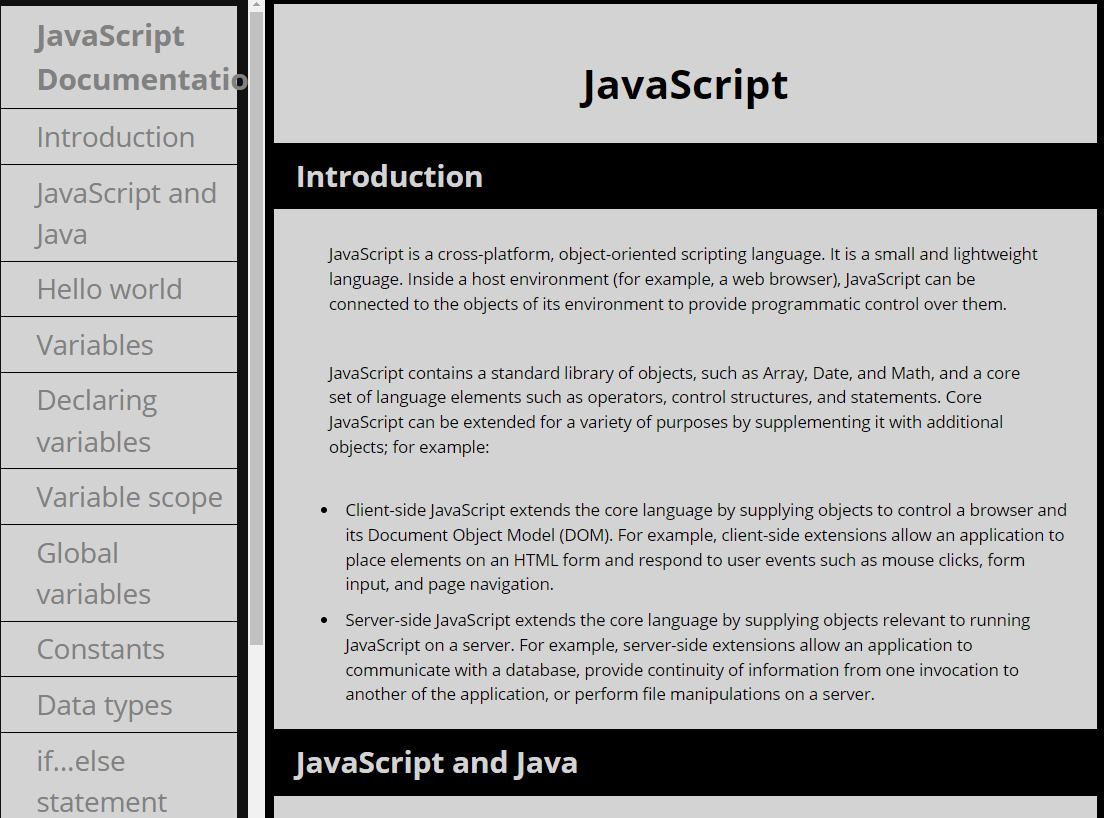 JavaScript
Documentatio
Introduction
JavaScript and
Java
Hello world
Variables
Declaring
variables
Variable scope
Global
variables
Constants
Data types
if...else
statement
JavaScript
Introduction
JavaScript is a cross-platform, object-oriented scripting language. It is a small and lightweight
language. Inside a host environment (for example, a web browser), JavaScript can be
connected to the objects of its environment to provide programmatic control over them.
JavaScript contains a standard library of objects, such as Array, Date, and Math, and a core
set of language elements such as operators, control structures, and statements. Core
JavaScript can be extended for a variety of purposes by supplementing it with additional
objects; for example:
• Client-side JavaScript extends the core language by supplying objects to control a browser and
its Document Object Model (DOM). For example, client-side extensions allow an application to
place elements on an HTML form and respond to user events such as mouse clicks, form
input, and page navigation.
• Server-side JavaScript extends the core language by supplying objects relevant to running
JavaScript on a server. For example, server-side extensions allow an application to
communicate with a database, provide continuity of information from one invocation to
another of the application, or perform file manipulations on a server.
JavaScript and Java